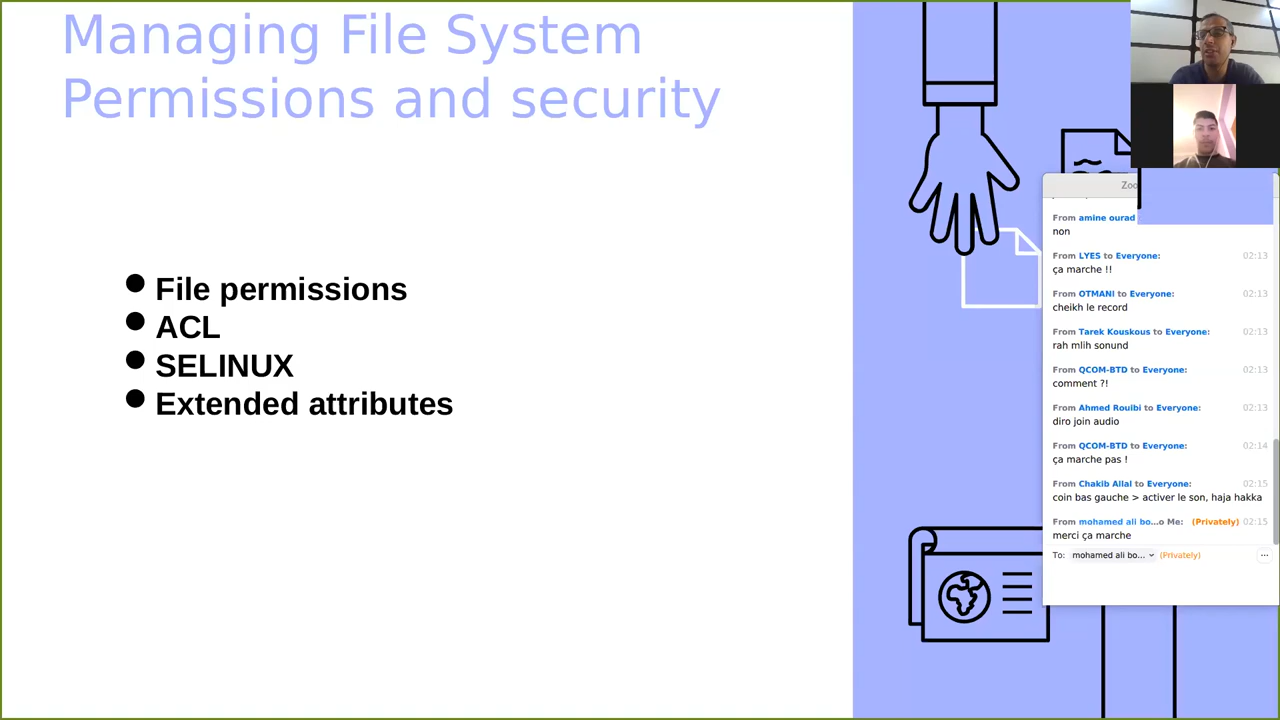 Managing File System
Permissions and security
File permissions
ACL
SELINUX
Extended attributes
Zoo
From amine ourad
non
From LYES to Everyone: 02:13
ça marche !!
From OTMANI to Everyone: 02:13
cheikh le record
From Tarek Kouskous to Everyone: 02:13
rah mlih sonund
From QCOM-BTD to Everyone: 02:13
comment ?!
From Ahmed Rouibi to Everyone: 02:13
diro join audio
From QCOM-BTD to Everyone: 02:14
ça marche pas !
From Chakib Allal to Everyone: 02:15
coin bas gauche > activer le son, haja hakka
From mohamed ali bo...o Me: (Privately) 02:15
merci ça marche
To: mohamed ali bo... (Privately)